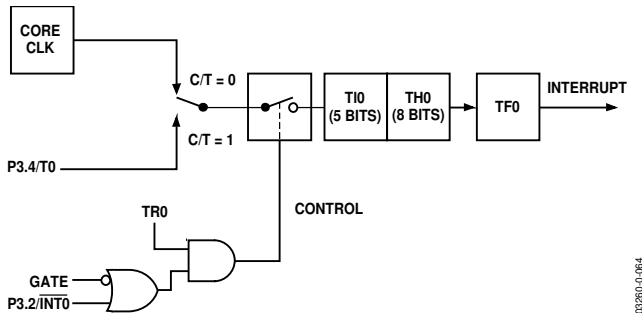 CORE
CLK
C/T = 0
C/T = 1
P3.4/T0
TI0
(5 BITS)
TH0
(8 BITS)
TF0
INTERRUPT
CONTROL
TR0
GATE
P3.2/INT0
03260-0-064